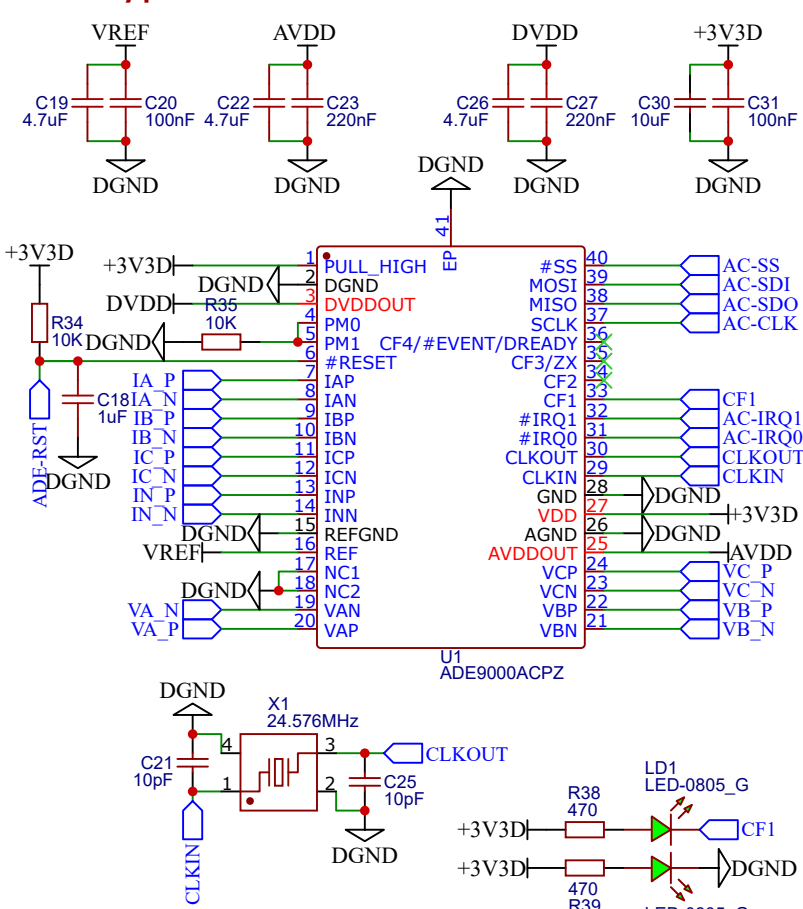 VREF
AVDD
DVDD
+3V3D
C19
4.7uF
C20
100nF
C22
4.7uF
C23
220nF
C26
4.7uF
C27
220nF
C30
10uF
C31
100nF
DGND
DGND
DGND
DGND
DGND
41
EP
+3V3D
R34
10K
ADE-RST
C18
1uF
DGND
+3V3D
1
PULL_HIGH
DGND
2
DGND
DVDD
3
DVDDOUT
R35
10K
DGND
4
PM0
5
PM1
6
#RESET
IA_P
7
IAP
IA_N
8
IAN
IB_P
9
IBP
IB_N
10
IBN
IC_P
11
ICP
IC_N
12
ICN
IN_P
13
INP
IN_N
14
INN
DGND
15
REFGND
VREF
16
REF
17
NC1
DGND
18
NC2
VA_N
19
VAN
VA_P
20
VAP
#SS
40
AC-SS
MOSI
39
AC-SDI
MISO
38
AC-SDO
SCLK
37
AC-CLK
CF4/#EVENT/DREADY
36
CF3/ZX
35
CF2
34
CF1
33
CF1
#IRQ1
32
AC-IRQ1
#IRQ0
31
AC-IRQ0
CLKOUT
30
CLKOUT
CLKIN
29
CLKIN
GND
28
DGND
VDD
27
+3V3D
AGND
26
DGND
AVDDOUT
25
AVDD
VCP
24
VC_P
VCN
23
VC_N
VBP
22
VB_P
VBN
21
VB_N
U1
ADE9000ACPZ
DGND
X1
24.576MHz
C21
10pF
4
3
1
2
CLKOUT
C25
10pF
DGND
CLKIN
LD1
LED-0805_G
R38
470
+3V3D
CF1
+3V3D
DGND
470
R39